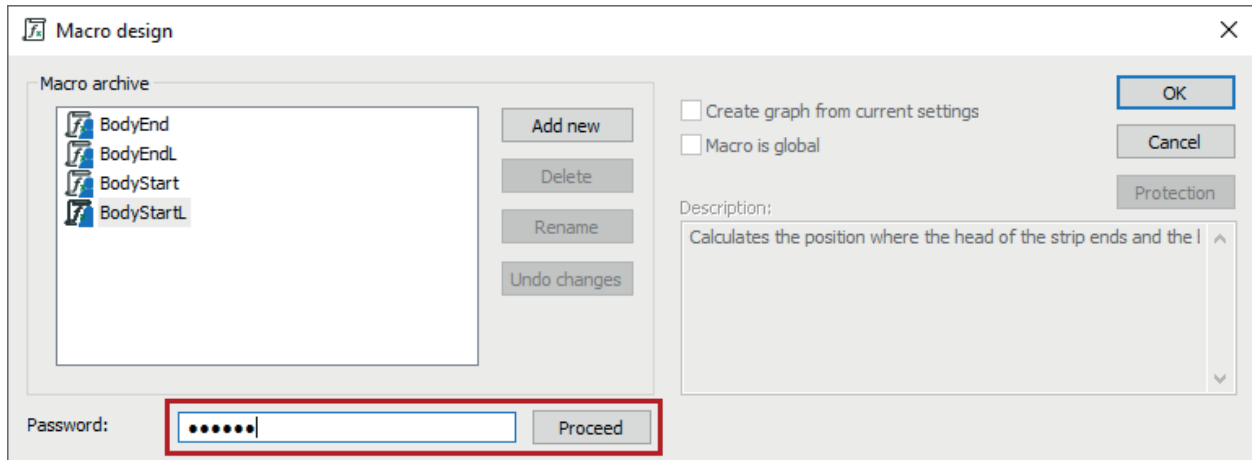 Macro design
Macro archive
BodyEnd
BodyEndL
BodyStart
BodyStartL
Add new
Delete
Rename
Undo changes
Create graph from current settings
Macro is global
OK
Cancel
Protection
Description:
Calculates the position where the head of the strip ends and the l
Password:
••••••
Proceed